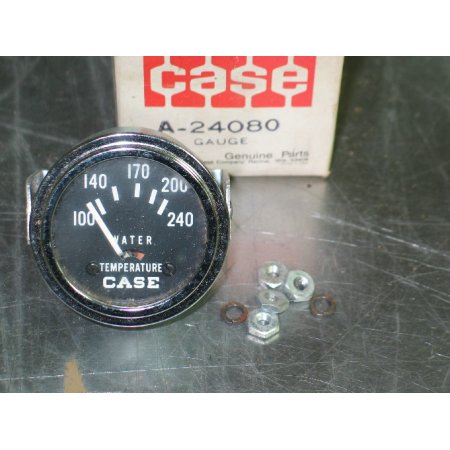 case
A-24080
GAUGE
Genuine Parts
100 140 170 200 240
WATER
TEMPERATURE
CASE